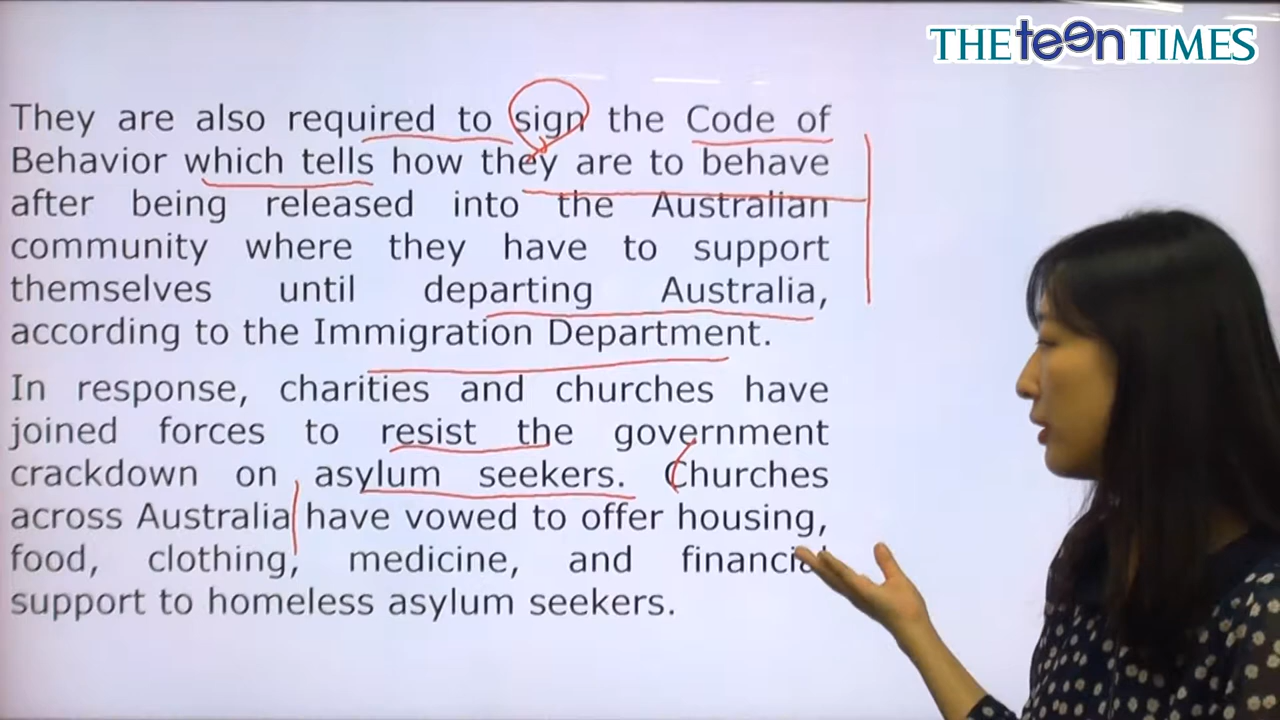 THE teen TIMES
They are also required to sign the Code of
Behavior which tells how they are to behave
after being released into the Australian
community where they have to support
themselves until departing Australia,
according to the Immigration Department.
In response, charities and churches have
joined forces to resist the government
crackdown on asylum seekers. Churches
across Australia have vowed to offer housing,
food, clothing, medicine, and financial
support to homeless asylum seekers.